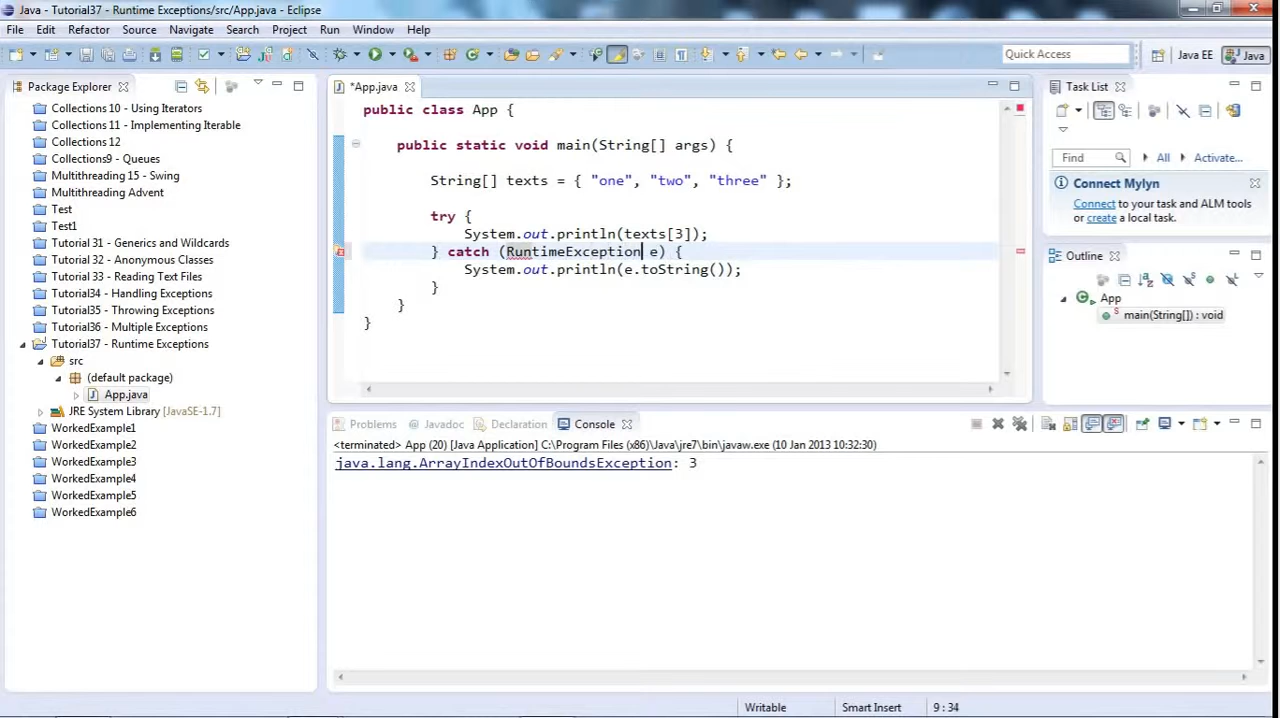 Java - Tutorial37 - Runtime Exceptions/src/App.java - Eclipse
File Edit Refactor Source Navigate Search Project Run Window Help
Quick Access
Java EE
Java
Package Explorer
Collections 10 - Using Iterators
Collections 11 - Implementing Iterable
Collections 12
Collections9 - Queues
Multithreading 15 - Swing
Multithreading Advent
Test
Test1
Tutorial 31 - Generics and Wildcards
Tutorial 32 - Anonymous Classes
Tutorial 33 - Reading Text Files
Tutorial34 - Handling Exceptions
Tutorial35 - Throwing Exceptions
Tutorial36 - Multiple Exceptions
Tutorial37 - Runtime Exceptions
src
(default package)
App.java
JRE System Library [JavaSE-1.7]
WorkedExample1
WorkedExample2
WorkedExample3
WorkedExample4
WorkedExample5
WorkedExample6
*App.java
public class App {
public static void main(String[] args) {
String[] texts = { "one", "two", "three" };
try {
System.out.println(texts[3]);
} catch (RuntimeException e) {
System.out.println(e.toString());
}
}
}
Task List
Find
All
Activate...
Connect Mylyn
Connect to your task and ALM tools
or create a local task.
Outline
App
main(String[]) : void
Problems
Javadoc
Declaration
Console
<terminated> App (20) [Java Application] C:\Program Files (x86)\Java\jre7\bin\javaw.exe (10 Jan 2013 10:32:30)
java.lang.ArrayIndexOutOfBoundsException: 3
Writable
Smart Insert
9 : 34